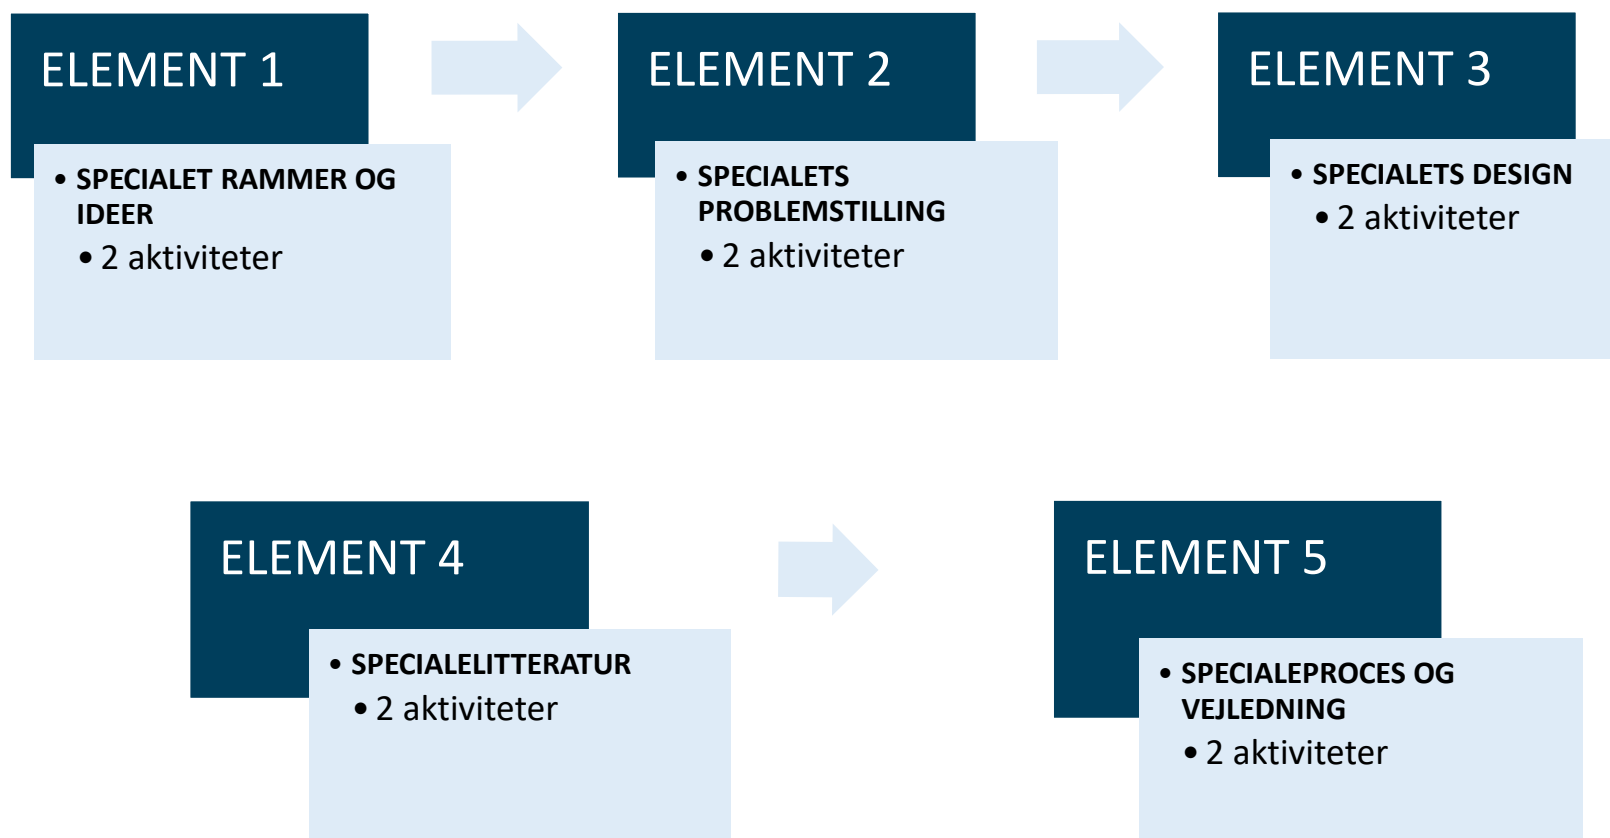 ELEMENT 1
• SPECIALET RAMMER OG
IDEER
• 2 aktiviteter
ELEMENT 2
• SPECIALETS
PROBLEMSTILLING
• 2 aktiviteter
ELEMENT 3
• SPECIALETS DESIGN
• 2 aktiviteter
ELEMENT 4
• SPECIALELITTERATUR
• 2 aktiviteter
ELEMENT 5
• SPECIALEPROCES OG
VEJLEDNING
• 2 aktiviteter